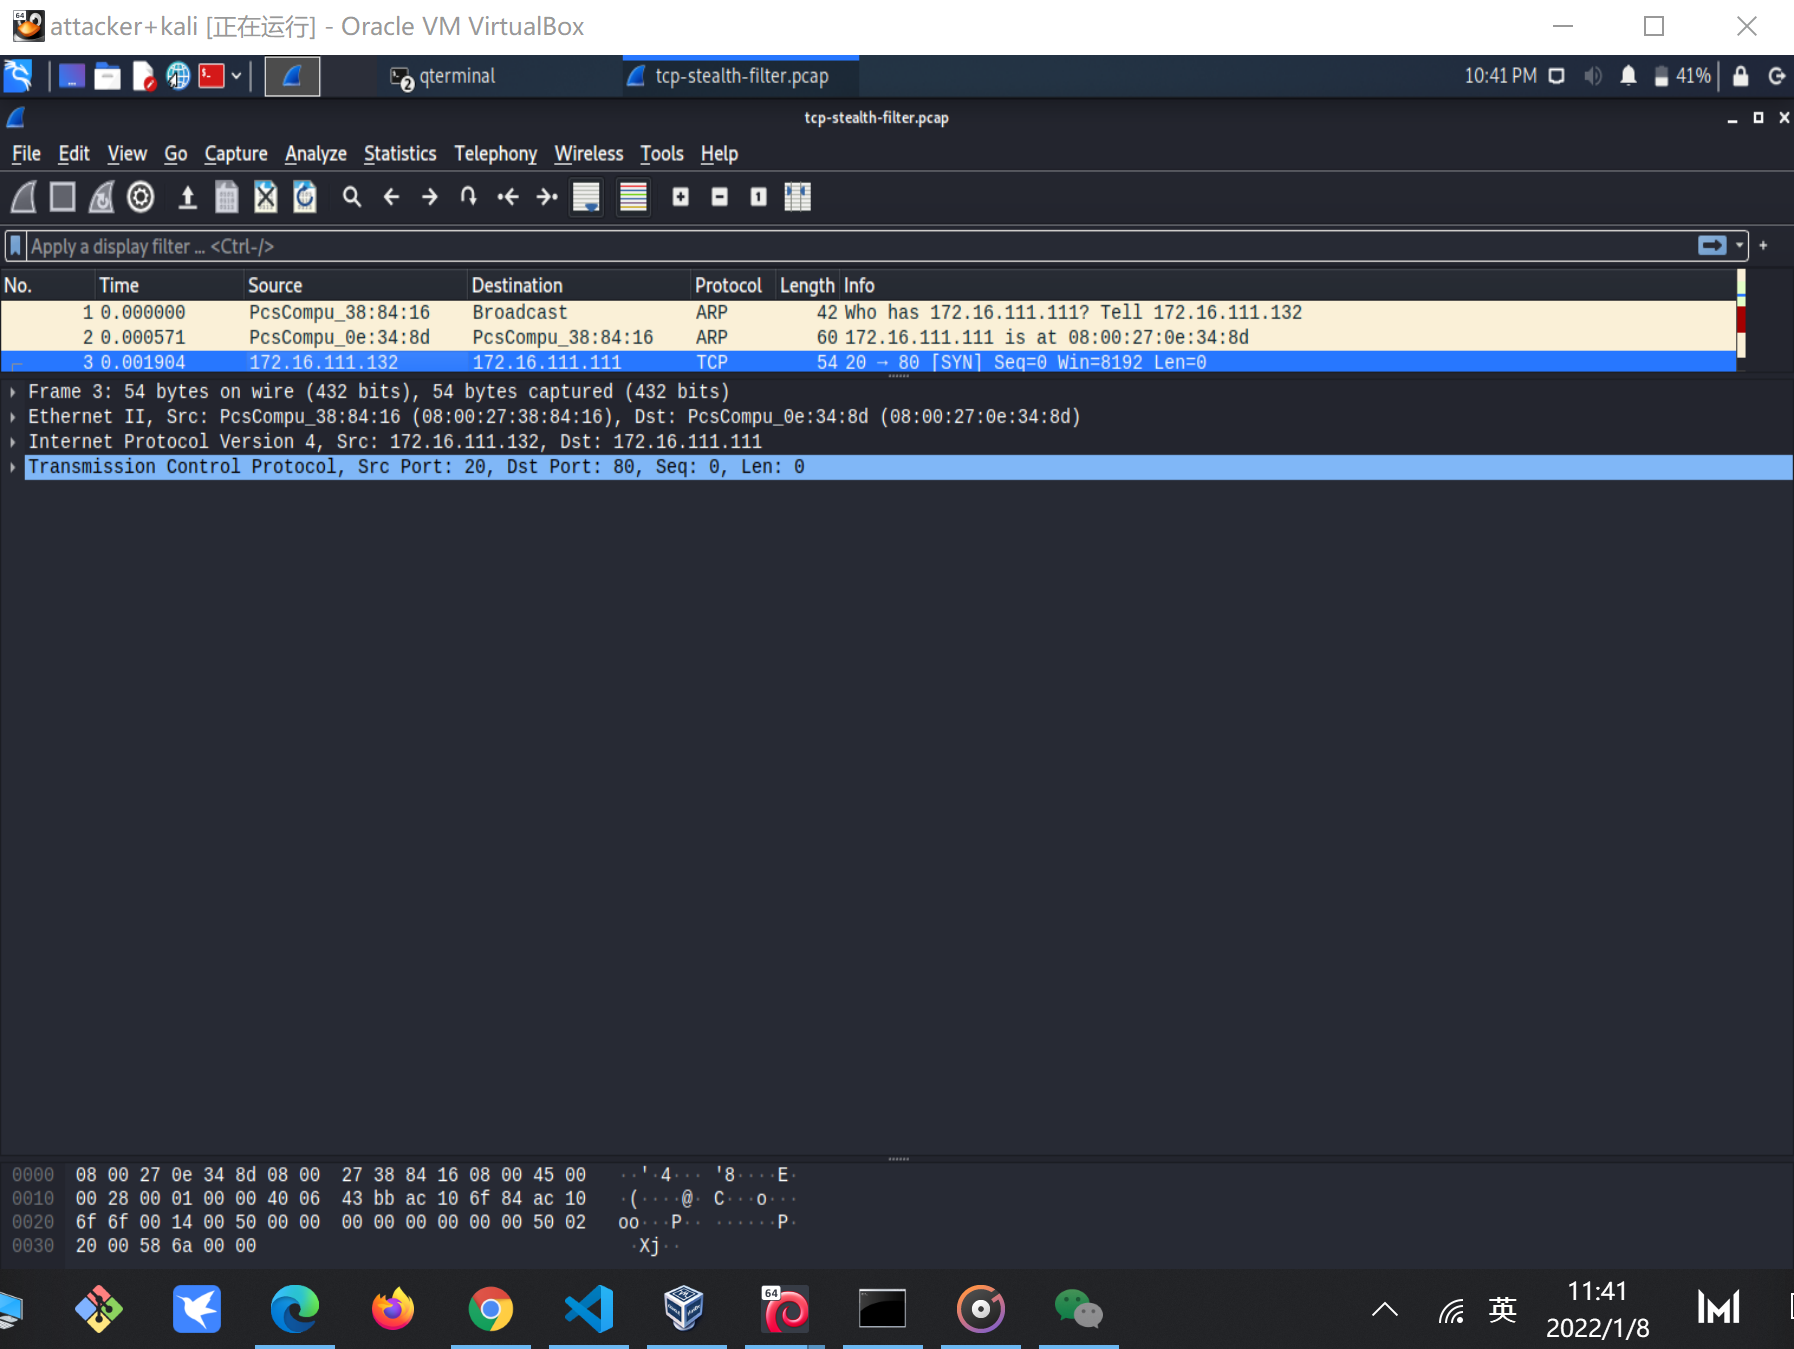 attacker+kali [正在运行] - Oracle VM VirtualBox
qterminal
tcp-stealth-filter.pcap
10:41 PM
41%
tcp-stealth-filter.pcap
File Edit View Go Capture Analyze Statistics Telephony Wireless Tools Help
Apply a display filter ... <Ctrl-/>
No. Time Source Destination Protocol Length Info
1 0.000000 PcsCompu_38:84:16 Broadcast ARP 42 Who has 172.16.111.111? Tell 172.16.111.132
2 0.000571 PcsCompu_0e:34:8d PcsCompu_38:84:16 ARP 60 172.16.111.111 is at 08:00:27:0e:34:8d
3 0.001904 172.16.111.132 172.16.111.111 TCP 54 20 → 80 [SYN] Seq=0 Win=8192 Len=0
Frame 3: 54 bytes on wire (432 bits), 54 bytes captured (432 bits)
Ethernet II, Src: PcsCompu_38:84:16 (08:00:27:38:84:16), Dst: PcsCompu_0e:34:8d (08:00:27:0e:34:8d)
Internet Protocol Version 4, Src: 172.16.111.132, Dst: 172.16.111.111
Transmission Control Protocol, Src Port: 20, Dst Port: 80, Seq: 0, Len: 0
0000 08 00 27 0e 34 8d 08 00 27 38 84 16 08 00 45 00 ··'·4··· '8····E·
0010 00 28 00 01 00 00 40 06 43 bb ac 10 6f 84 ac 10 ·(····@· C···o···
0020 6f 6f 00 14 00 50 00 00 00 00 00 00 00 00 50 02 oo···P·· ······P·
0030 20 00 58 6a 00 00 ·Xj··
64
英
11:41
2022/1/8